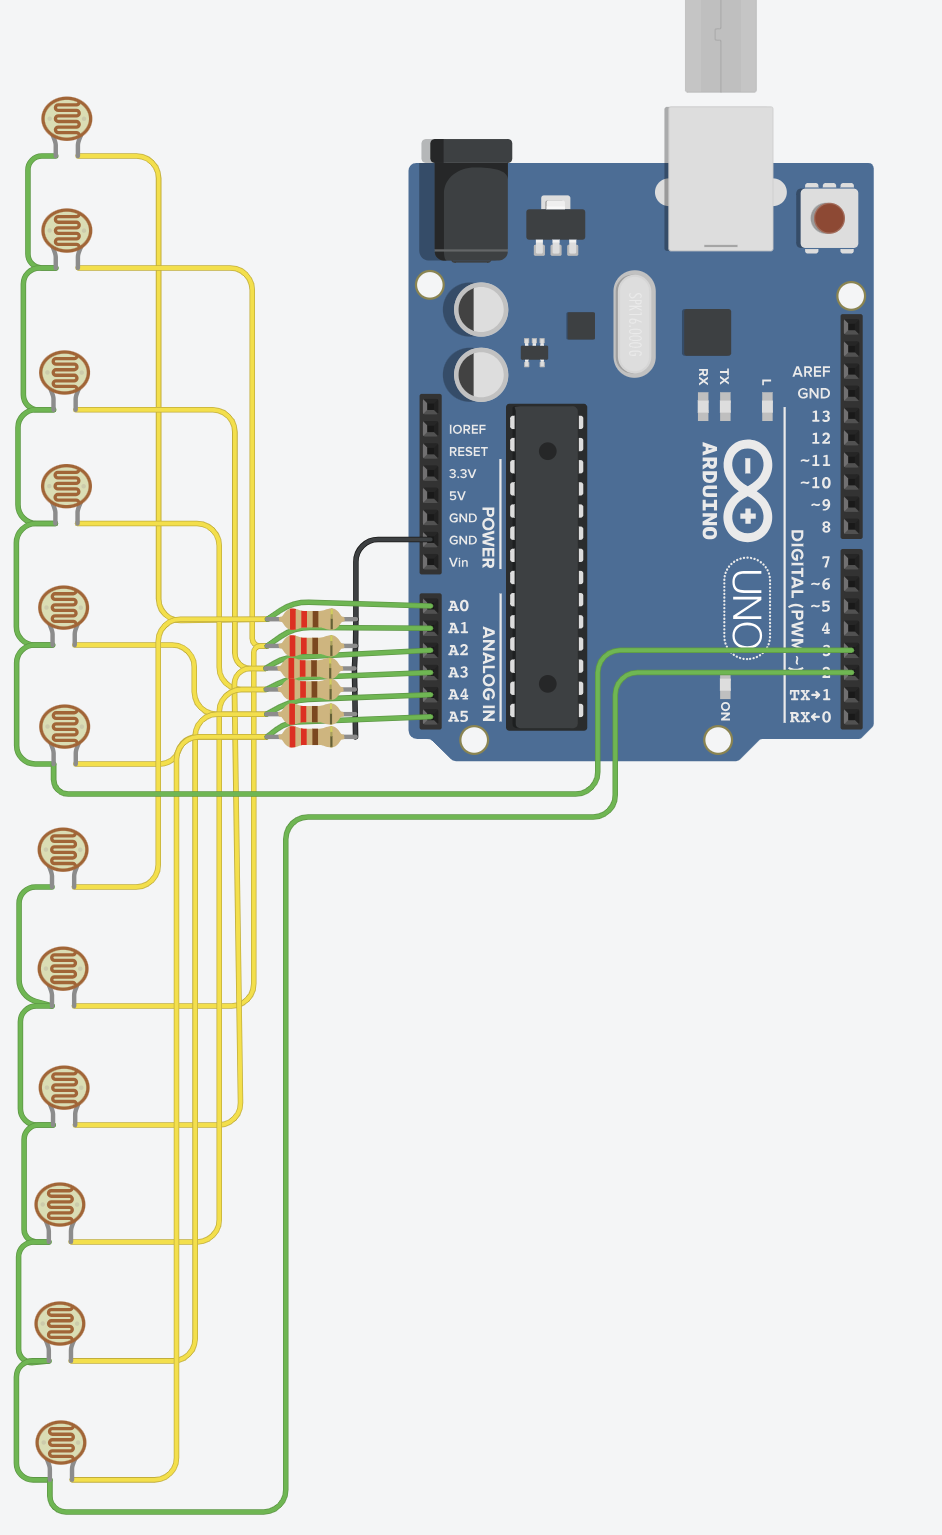 SPK16.000G
RX
TX
L
AREF
GND
13
12
~11
~10
~9
8
IOREF
RESET
3.3V
5V
GND
GND
Vin
POWER
ARDUINO
UNO
DIGITAL (PWM ~)
7
~6
~5
4
~3
2
TX→1
RX←0
A0
A1
A2
A3
A4
A5
ANALOG IN
ON